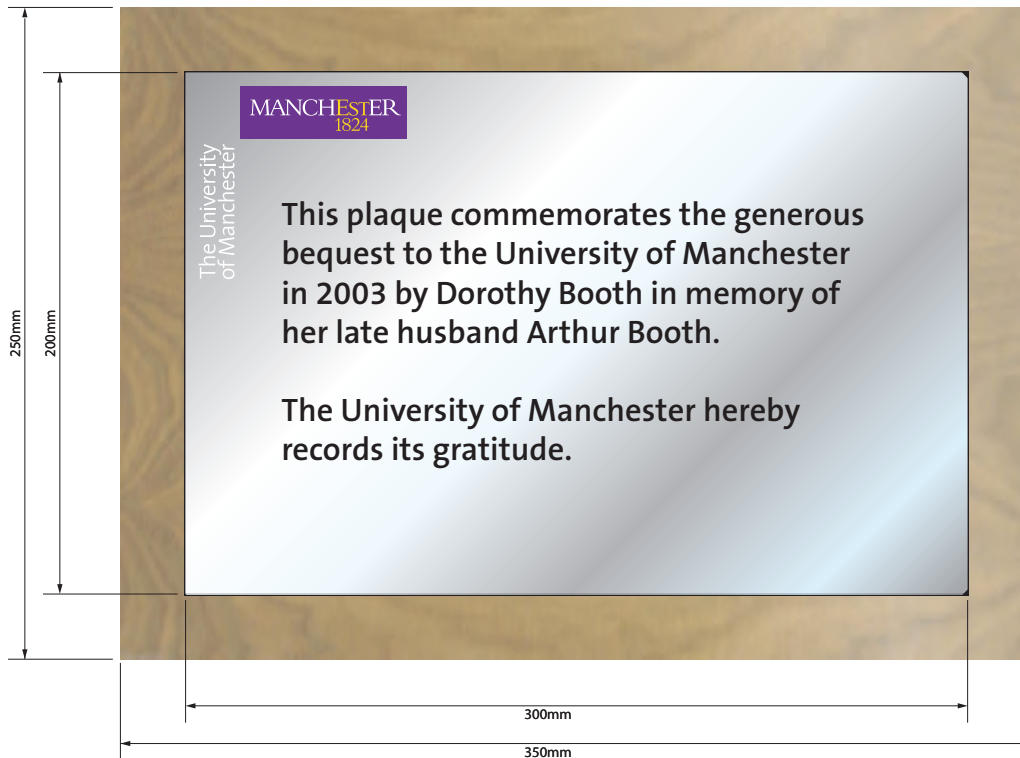 MANCHESTER
1824
The University
of Manchester
This plaque commemorates the generous
bequest to the University of Manchester
in 2003 by Dorothy Booth in memory of
her late husband Arthur Booth.
The University of Manchester hereby
records its gratitude.
250mm
200mm
300mm
350mm